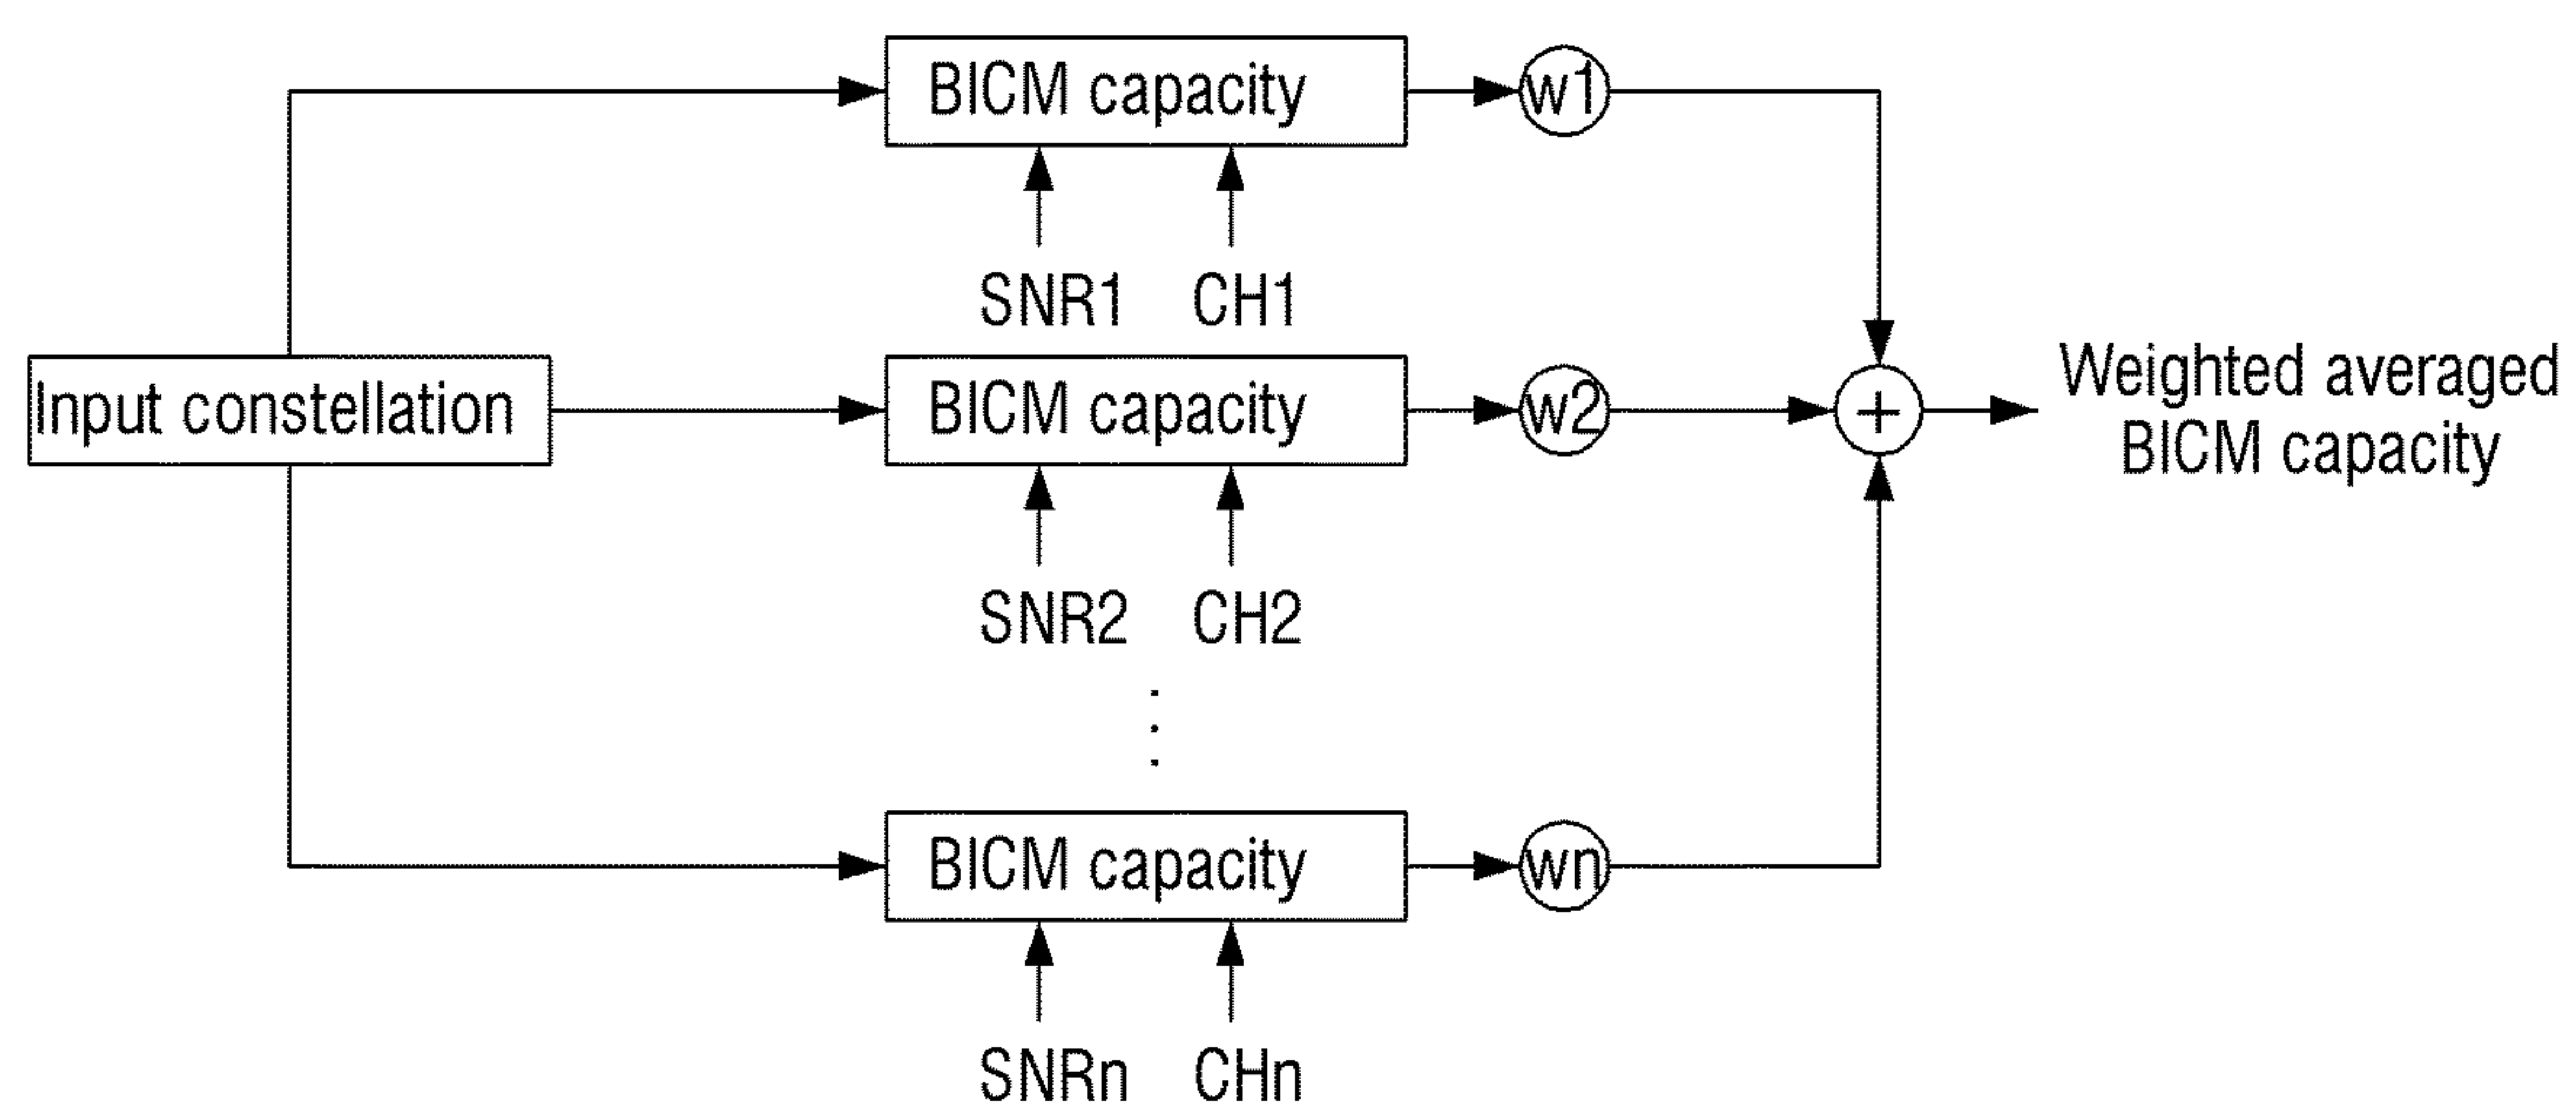 BICM capacity
w1
SNR1 CH1
Input constellation
BICM capacity
w2
+
Weighted averaged
BICM capacity
SNR2 CH2
BICM capacity
wn
SNRn CHn